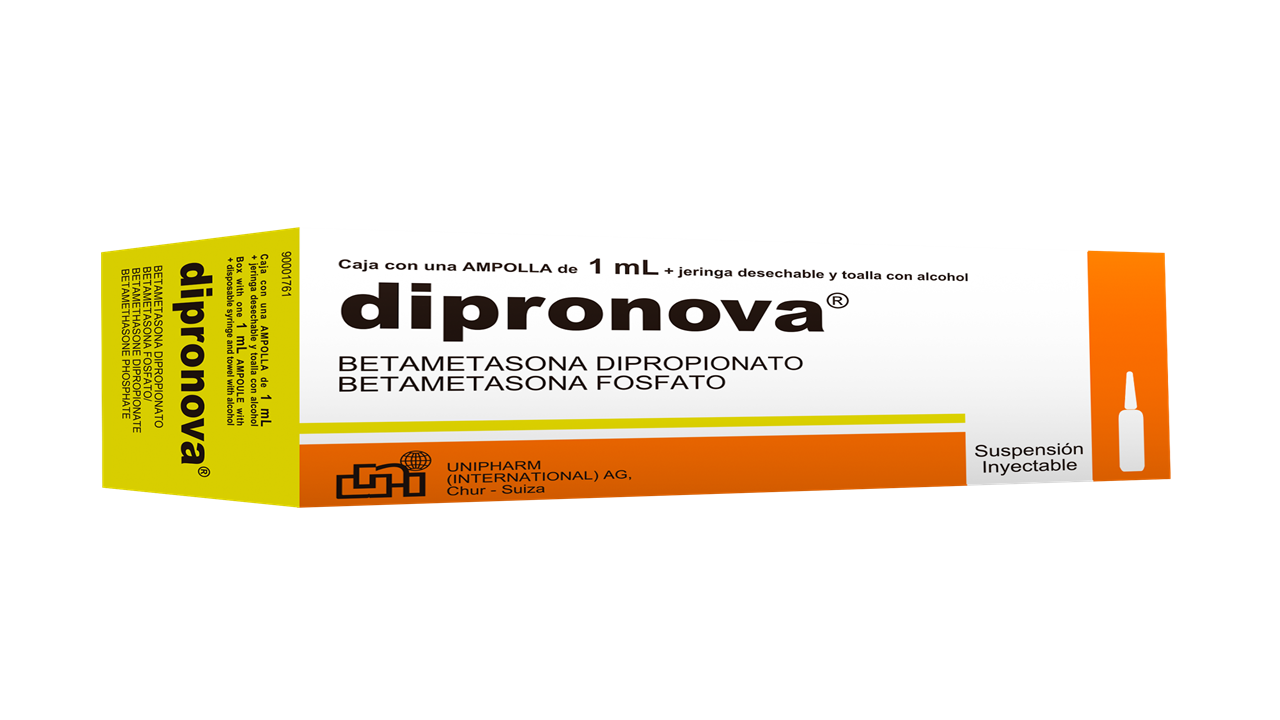 90001761
Caja con una AMPOLLA de 1 mL
+ jeringa desechable y toalla con alcohol
Box with one 1 mL AMPOULE with
+ disposable syringe and towel with alcohol
dipronova®
BETAMETASONA DIPROPIONATO
BETAMETASONA FOSFATO/
BETAMETHASONE DIPROPIONATE
BETAMETHASONE PHOSPHATE
Caja con una AMPOLLA de 1 mL + jeringa desechable y toalla con alcohol
dipronova®
BETAMETASONA DIPROPIONATO
BETAMETASONA FOSFATO
uni
UNIPHARM
(INTERNATIONAL) AG,
Chur - Suiza
Suspensión
Inyectable